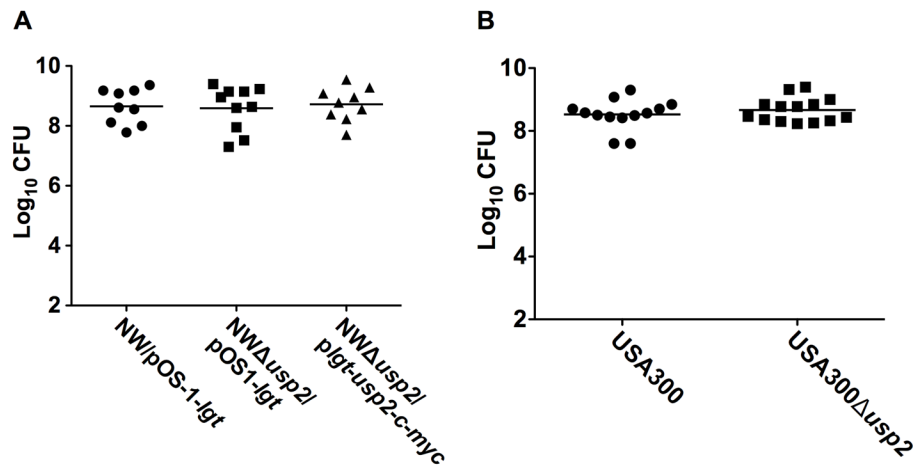 A
Log10 CFU
10
8
6
4
2
NW/pOS-1-lgt
NWΔusp2/
pOS1-lgt
NWΔusp2/
plgt-usp2-c-myc
B
Log10 CFU
10
8
6
4
2
USA300
USA300Δusp2